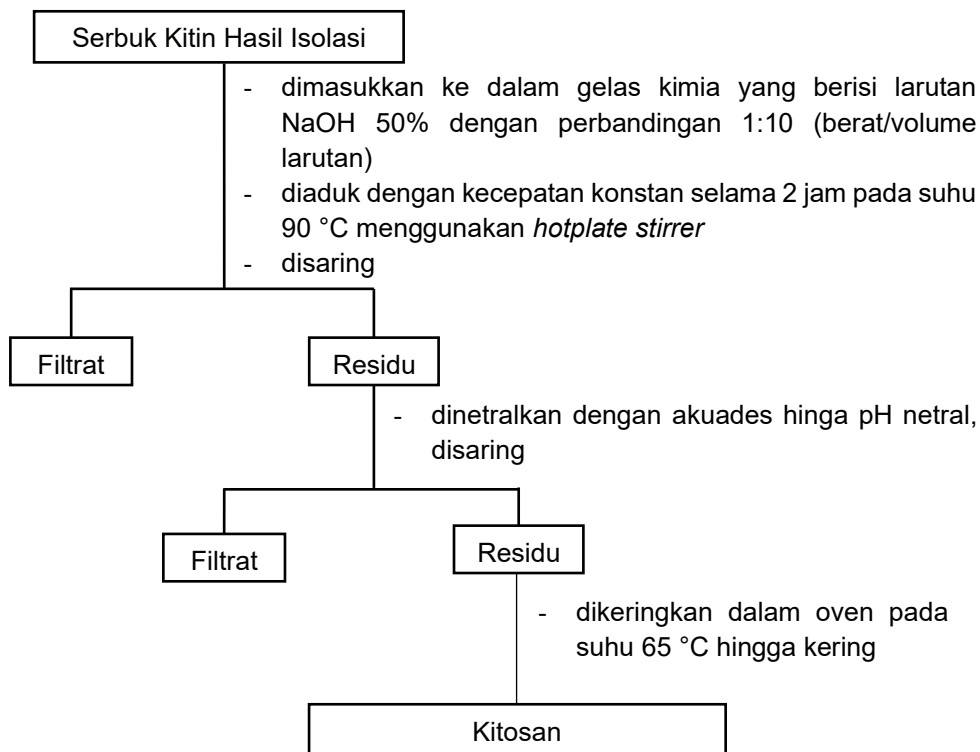 Serbuk Kitin Hasil Isolasi
- dimasukkan ke dalam gelas kimia yang berisi larutan
NaOH 50% dengan perbandingan 1:10 (berat/volume
larutan)
- diaduk dengan kecepatan konstan selama 2 jam pada suhu
90 °C menggunakan hotplate stirrer
- disaring
Filtrat
Residu
- dinetralkan dengan akuades hingga pH netral,
disaring
Filtrat
Residu
- dikeringkan dalam oven pada
suhu 65 °C hingga kering
Kitosan